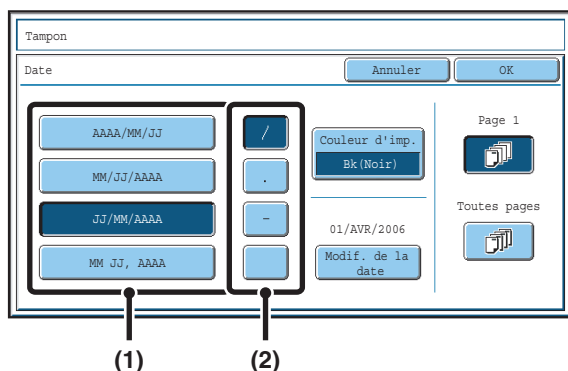 Tampon
Date
Annuler
OK
AAAA/MM/JJ
MM/JJ/AAAA
JJ/MM/AAAA
MM JJ, AAAA
/
.
-
Couleur d'imp.
Bk(Noir)
01/AVR/2006
Modif. de la
date
Page 1
Toutes pages
(1)
(2)